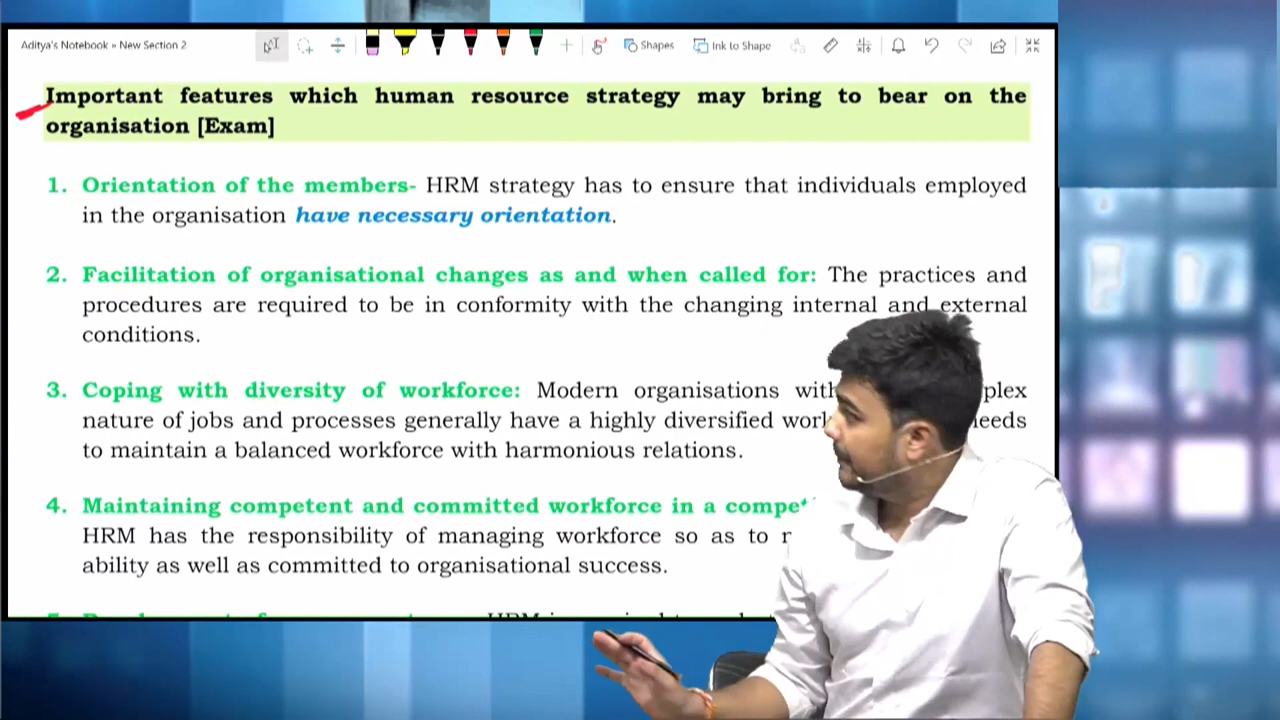 Aditya's Notebook » New Section 2
Shapes
Ink to Shape
Important features which human resource strategy may bring to bear on the
organisation [Exam]
1. Orientation of the members- HRM strategy has to ensure that individuals employed
in the organisation have necessary orientation.
2. Facilitation of organisational changes as and when called for: The practices and
procedures are required to be in conformity with the changing internal and external
conditions.
3. Coping with diversity of workforce: Modern organisations
nature of jobs and processes generally have a highly diversified
to maintain a balanced workforce with harmonious relations.
4. Maintaining competent and committed workforce in a
HRM has the responsibility of managing workforce so as to
ability as well as committed to organisational success.